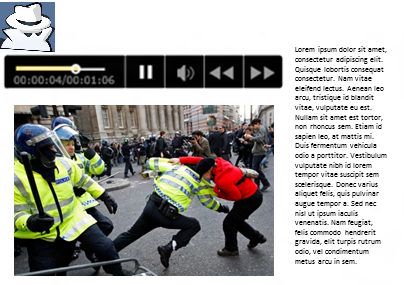 00:00:04/00:01:06
Lorem ipsum dolor sit amet,
consectetur adipiscing elit.
Quisque lobortis consequat
consectetur. Nam vitae
eleifend lectus. Aenean leo
arcu, tristique id blandit
vitae, vulputate eu est.
Nullam sit amet est tortor,
non rhoncus sem. Etiam id
sapien leo, at mattis mi.
Duis fermentum vehicula
odio a porttitor. Vestibulum
vulputate nibh id lorem
tempor vitae suscipit sem
scelerisque. Donec varius
aliquet felis, quis pulvinar
augue tempor a. Sed nec
nisl ut ipsum iaculis
venenatis. Nam feugiat,
felis commodo hendrerit
gravida, elit turpis rutrum
odio, vel condimentum
metus arcu in sem.